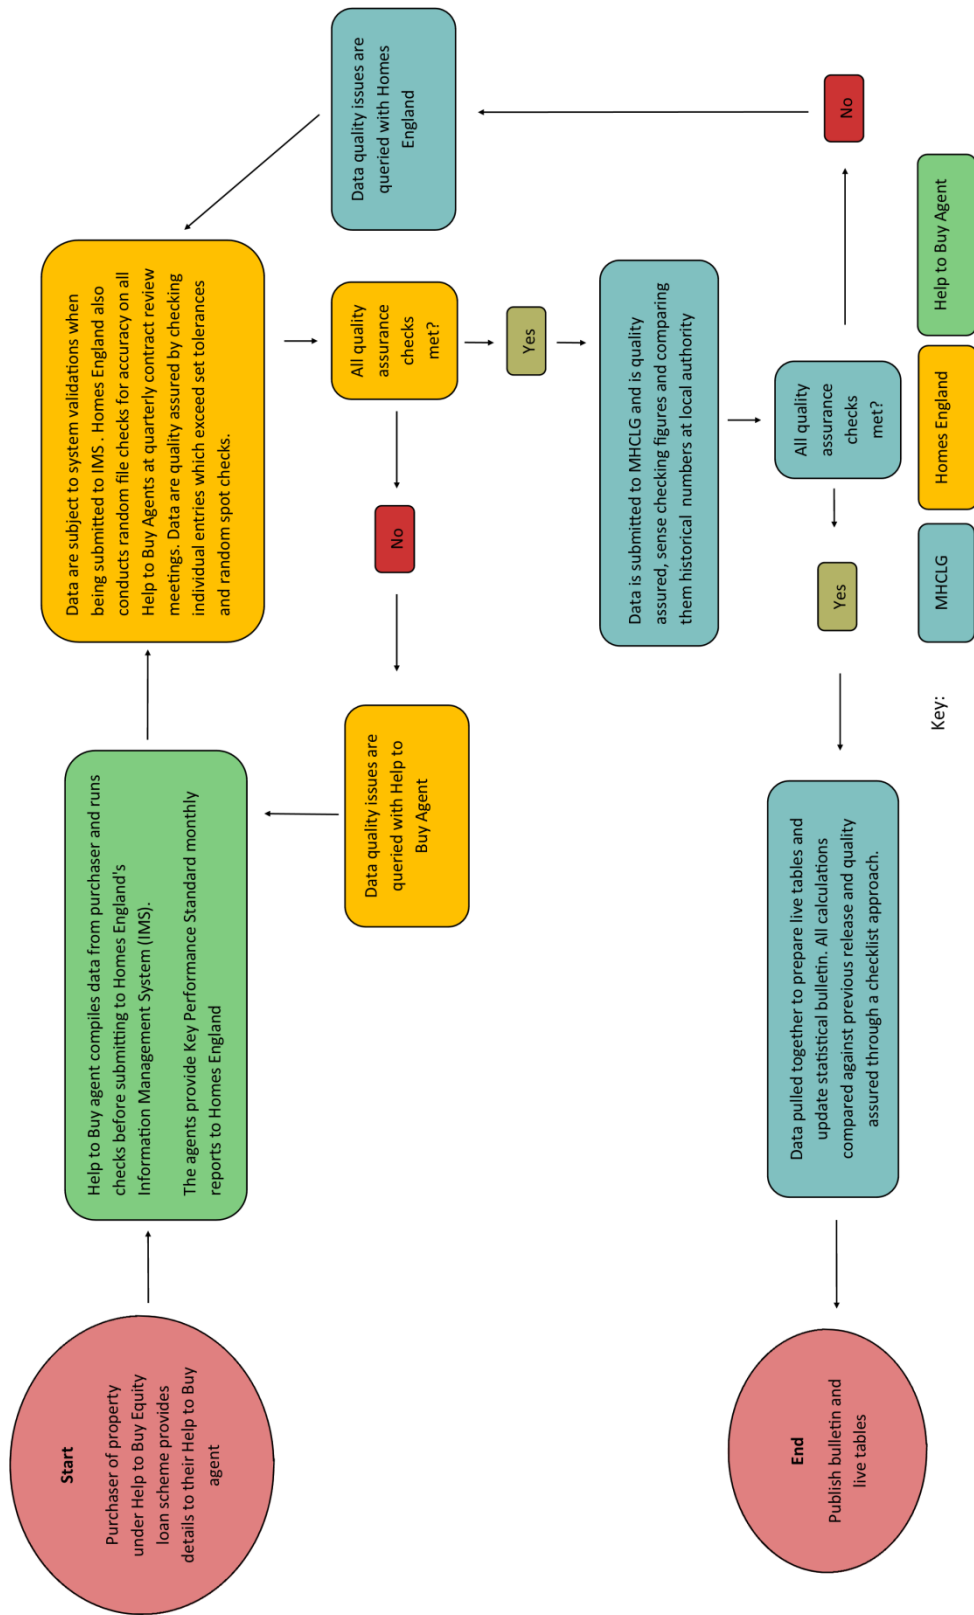 Start
Purchaser of property
under Help to Buy Equity
loan scheme provides
details to their Help to Buy
agent
Help to Buy agent compiles data from purchaser and runs
checks before submitting to Homes England's
Information Management System (IMS).
The agents provide Key Performance Standard monthly
reports to Homes England
Data are subject to system validations when
being submitted to IMS . Homes England also
conducts random file checks for accuracy on all
Help to Buy Agents at quarterly contract review
meetings. Data are quality assured by checking
individual entries which exceed set tolerances
and random spot checks.
Data quality issues are
queried with Help to
Buy Agent
No
All quality
assurance
checks
met?
Data quality issues are
queried with Homes
England
Yes
Data is submitted to MHCLG and is quality
assured, sense checking figures and comparing
them historical numbers at local authority
End
Publish bulletin and
live tables
Data pulled together to prepare live tables and
update statistical bulletin. All calculations
compared against previous release and quality
assured through a checklist approach.
Yes
All quality
assurance
checks
met?
No
Key:
MHCLG
Homes England
Help to Buy Agent